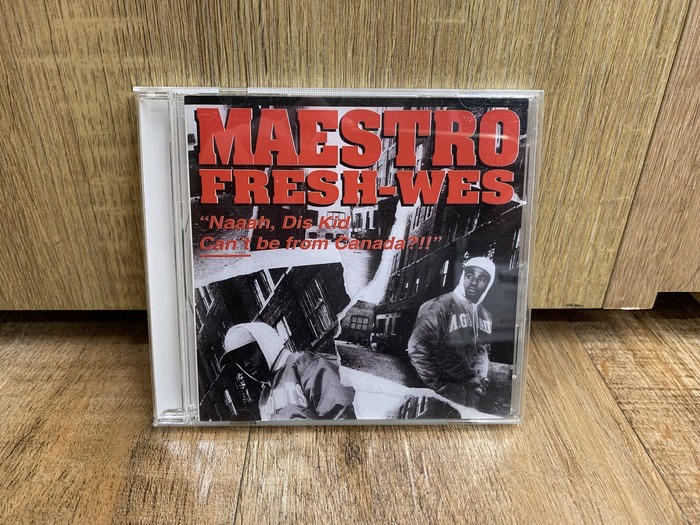 MAESTRO
FRESH-WES
"Naaah, Dis Kid
Can't be from Canada?!!"